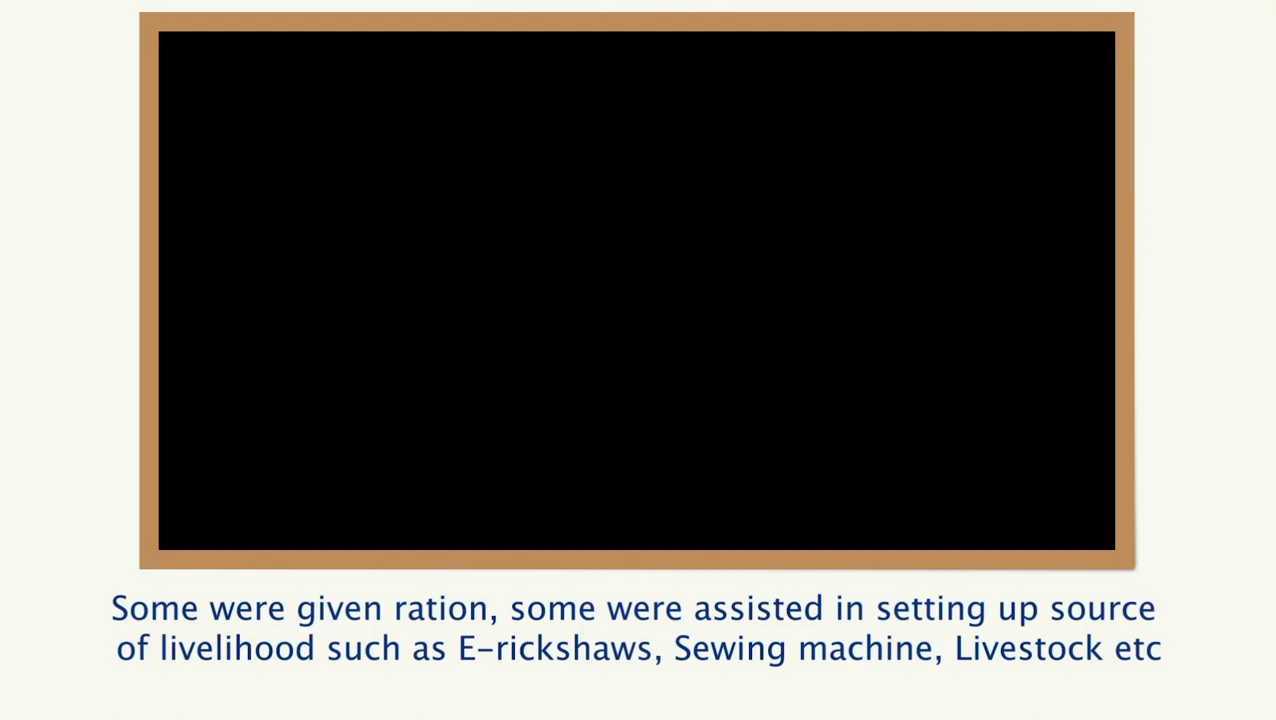 Some were given ration, some were assisted in setting up source
of livelihood such as E-rickshaws, Sewing machine, Livestock etc